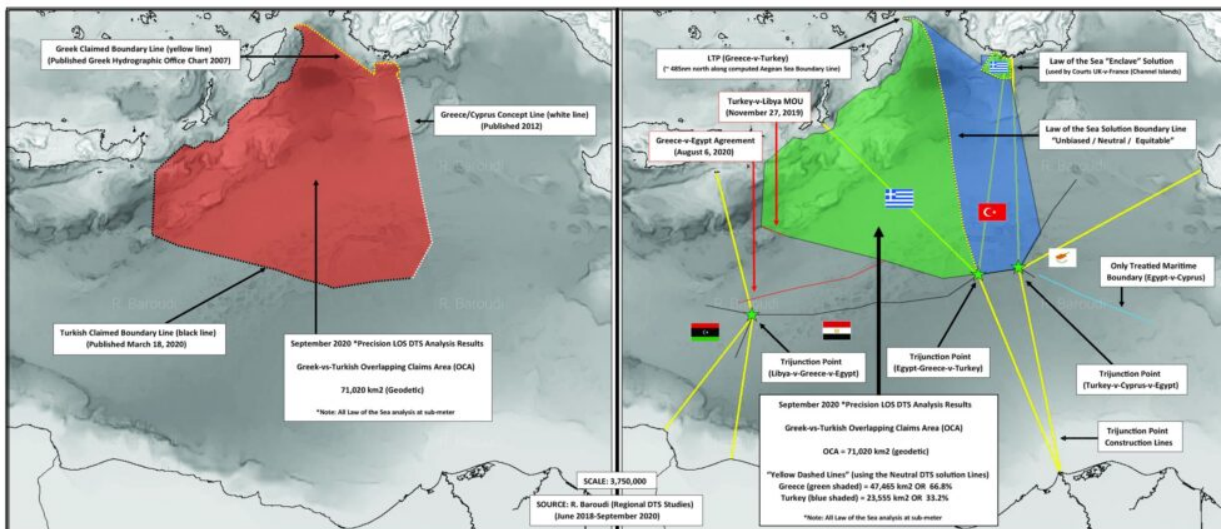 Greek Claimed Boundary Line (yellow line)
(Published Greek Hydrographic Office Chart 2007)
Greece/Cyprus Concept Line (white line)
(Published 2012)
R. Baroudi
Turkish Claimed Boundary Line (black line)
(Published March 18, 2020)
September 2020 *Precision LOS DTS Analysis Results
Greek-vs-Turkish Overlapping Claims Area (OCA)
71,020 km2 (Geodetic)
*Note: All Law of the Sea analysis at sub-meter
LTP (Greece-v-Turkey)
(~ 485nm north along computed Aegean Sea Boundary Line)
Law of the Sea "Enclave" Solution
(used by Courts UK-v-France (Channel Islands)
Turkey-v-Libya MOU
(November 27, 2019)
Greece-v-Egypt Agreement
(August 6, 2020)
Law of the Sea Solution Boundary Line
"Unbiased / Neutral / Equitable"
R. Baroudi
Only Treatied Maritime
Boundary (Egypt-v-Cyprus)
R. Baroudi
Trijunction Point
(Libya-v-Greece-v-Egypt)
Trijunction Point
(Egypt-Greece-v-Turkey)
Trijunction Point
(Turkey-v-Cyprus-v-Egypt)
September 2020 *Precision LOS DTS Analysis Results
Greek-vs-Turkish Overlapping Claims Area (OCA)
OCA = 71,020 km2 (geodetic)
"Yellow Dashed Lines" (using the Neutral DTS solution Lines)
Greece (green shaded) = 47,465 km2 OR 66.8%
Turkey (blue shaded) = 23,555 km2 OR 33.2%
*Note: All Law of the Sea analysis at sub-meter
Trijunction Point
Construction Lines
SCALE: 3,750,000
SOURCE: R. Baroudi (Regional DTS Studies)
(June 2018-September 2020)